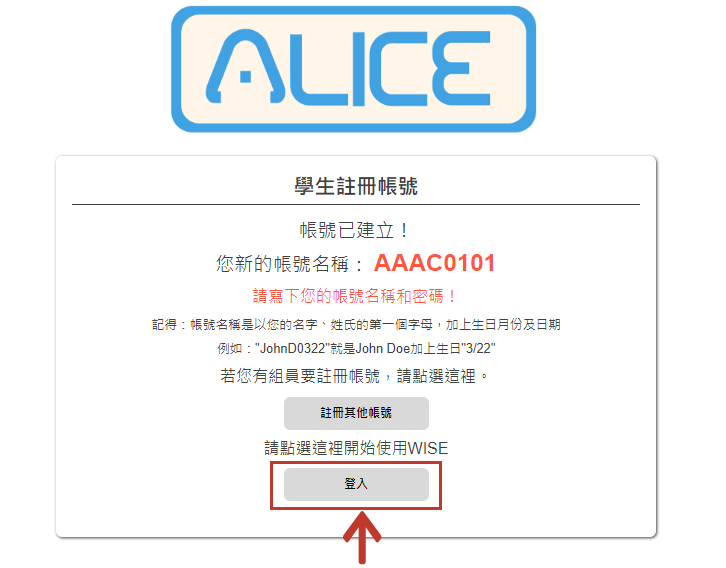 ALICE
學生註冊帳號
帳號已建立！
您新的帳號名稱： AAAC0101
請寫下您的帳號名稱和密碼！
記得：帳號名稱是以您的名字、姓氏的第一個字母，加上生日月份及日期
例如："JohnD0322"就是John Doe加上生日"3/22"
若您有組員要註冊帳號，請點選這裡。
註冊其他帳號
請點選這裡開始使用WISE
登入